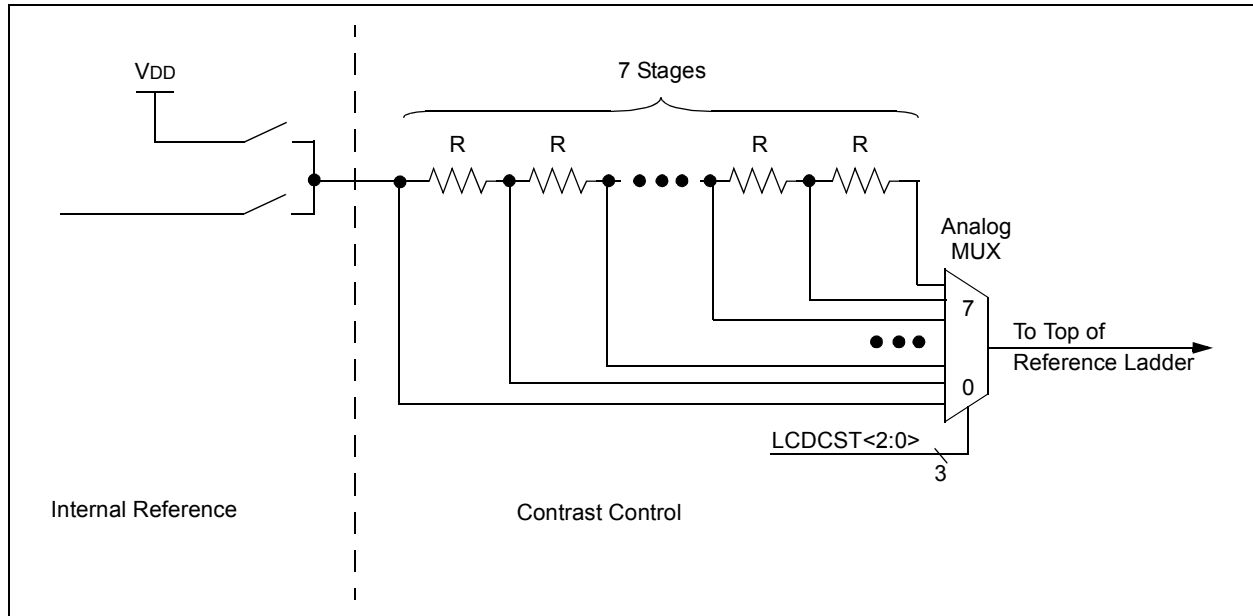 VDD
7 Stages
R
R
R
R
Analog
MUX
7
0
To Top of
Reference Ladder
LCDCST<2:0>
3
Internal Reference
Contrast Control